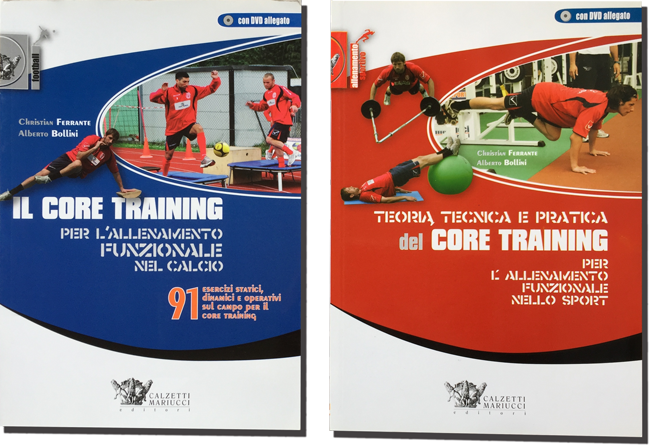 con DVD allegato
football
Christian FERRANTE
Alberto BOLLINI
IL CORE TRAINING
PER L'ALLENAMENTO
FUNZIONALE
NEL CALCIO
91 ESERCIZI STATICI,
DINAMICI E OPERATIVI
SUL CAMPO PER IL
CORE TRAINING
CALZETTI
MARIUCCI
editori
con DVD allegato
allenamento
Christian FERRANTE
Alberto BOLLINI
TEORIA, TECNICA E PRATICA
del CORE TRAINING
PER
L'ALLENAMENTO
FUNZIONALE
NELLO SPORT
CALZETTI
MARIUCCI
editori